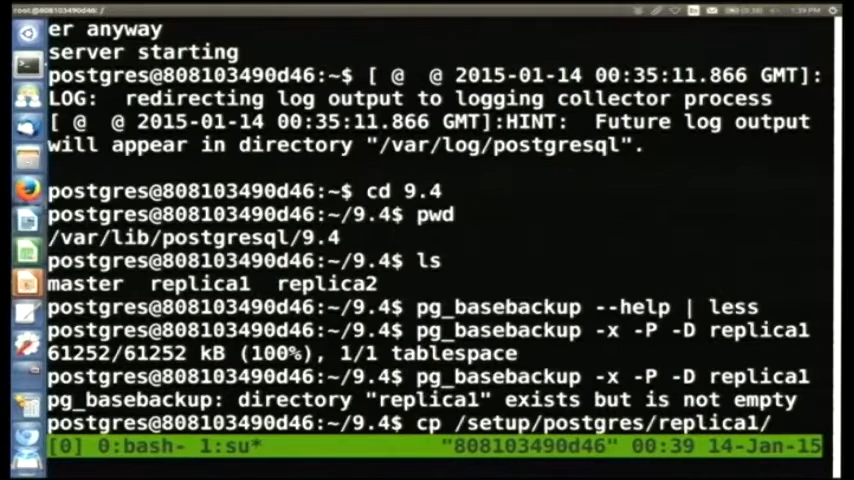 root@808103490d46: /
1:39 PM
er anyway
server starting
postgres@808103490d46:~$ [ @  @ 2015-01-14 00:35:11.866 GMT]:
LOG:  redirecting log output to logging collector process
[ @  @ 2015-01-14 00:35:11.866 GMT]:HINT:  Future log output
will appear in directory "/var/log/postgresql".
postgres@808103490d46:~$ cd 9.4
postgres@808103490d46:~/9.4$ pwd
/var/lib/postgresql/9.4
postgres@808103490d46:~/9.4$ ls
master  replica1  replica2
postgres@808103490d46:~/9.4$ pg_basebackup --help | less
postgres@808103490d46:~/9.4$ pg_basebackup -x -P -D replica1
61252/61252 kB (100%), 1/1 tablespace
postgres@808103490d46:~/9.4$ pg_basebackup -x -P -D replica1
pg_basebackup: directory "replica1" exists but is not empty
postgres@808103490d46:~/9.4$ cp /setup/postgres/replica1/
[0] 0:bash- 1:su* "808103490d46" 00:39 14-Jan-15